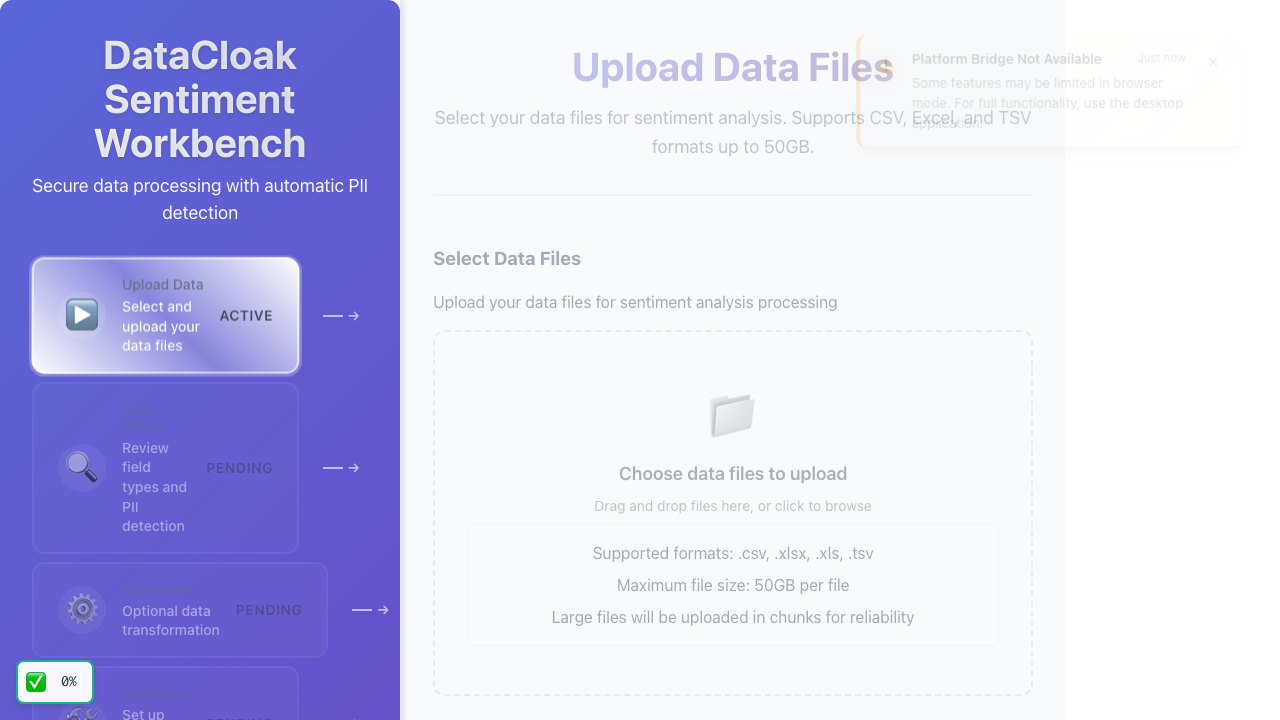 DataCloak
Sentiment
Workbench
Secure data processing with automatic PII
detection
Upload Data
Select and
upload your
data files
ACTIVE
Review
field
types and
PII
detection
PENDING
Optional data
transformation
PENDING
Set up
0%
Upload Data Files
Select your data files for sentiment analysis. Supports CSV, Excel, and TSV
formats up to 50GB.
Platform Bridge Not Available
Just now
Some features may be limited in browser
mode. For full functionality, use the desktop
application.
Select Data Files
Upload your data files for sentiment analysis processing
Choose data files to upload
Drag and drop files here, or click to browse
Supported formats: .csv, .xlsx, .xls, .tsv
Maximum file size: 50GB per file
Large files will be uploaded in chunks for reliability